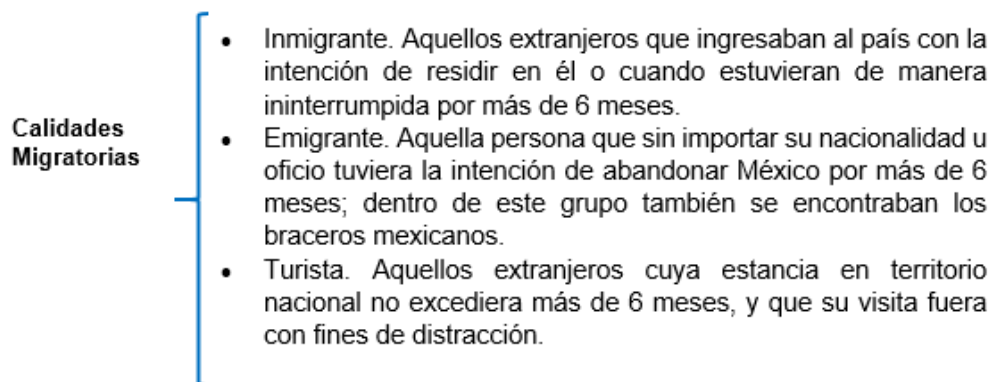 Calidades
Migratorias
• Inmigrante. Aquellos extranjeros que ingresaban al país con la
intención de residir en él o cuando estuvieran de manera
ininterrumpida por más de 6 meses.
• Emigrante. Aquella persona que sin importar su nacionalidad u
oficio tuviera la intención de abandonar México por más de 6
meses; dentro de este grupo también se encontraban los
braceros mexicanos.
• Turista. Aquellos extranjeros cuya estancia en territorio
nacional no excediera más de 6 meses, y que su visita fuera
con fines de distracción.